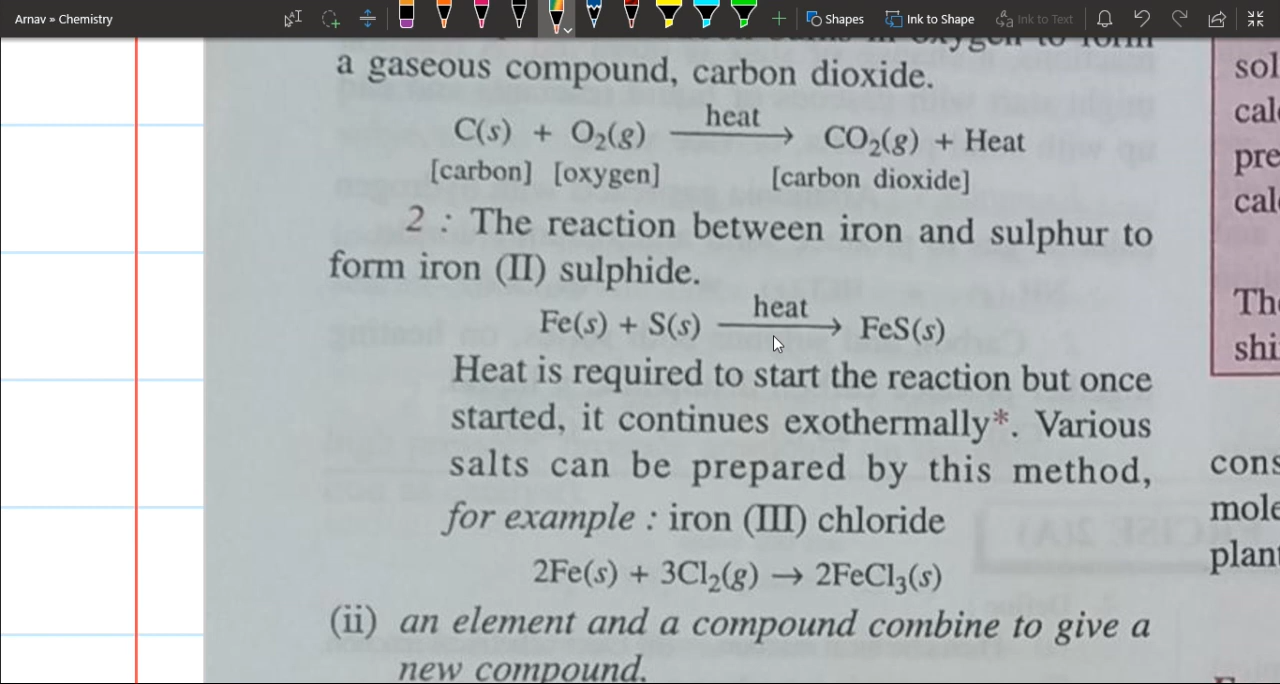 Arnav » Chemistry
Shapes
Ink to Shape
Ink to Text
oxygen to form
a gaseous compound, carbon dioxide.
C(s) + O₂(g) heat → CO₂(g) + Heat
[carbon] [oxygen] [carbon dioxide]
2 : The reaction between iron and sulphur to
form iron (II) sulphide.
Fe(s) + S(s) heat → FeS(s)
Heat is required to start the reaction but once
started, it continues exothermally*. Various
salts can be prepared by this method,
for example : iron (III) chloride
2Fe(s) + 3Cl₂(g) → 2FeCl₃(s)
(ii) an element and a compound combine to give a
new compound.
sol
cal
pre
cal
The
shi
cons
mole
plan